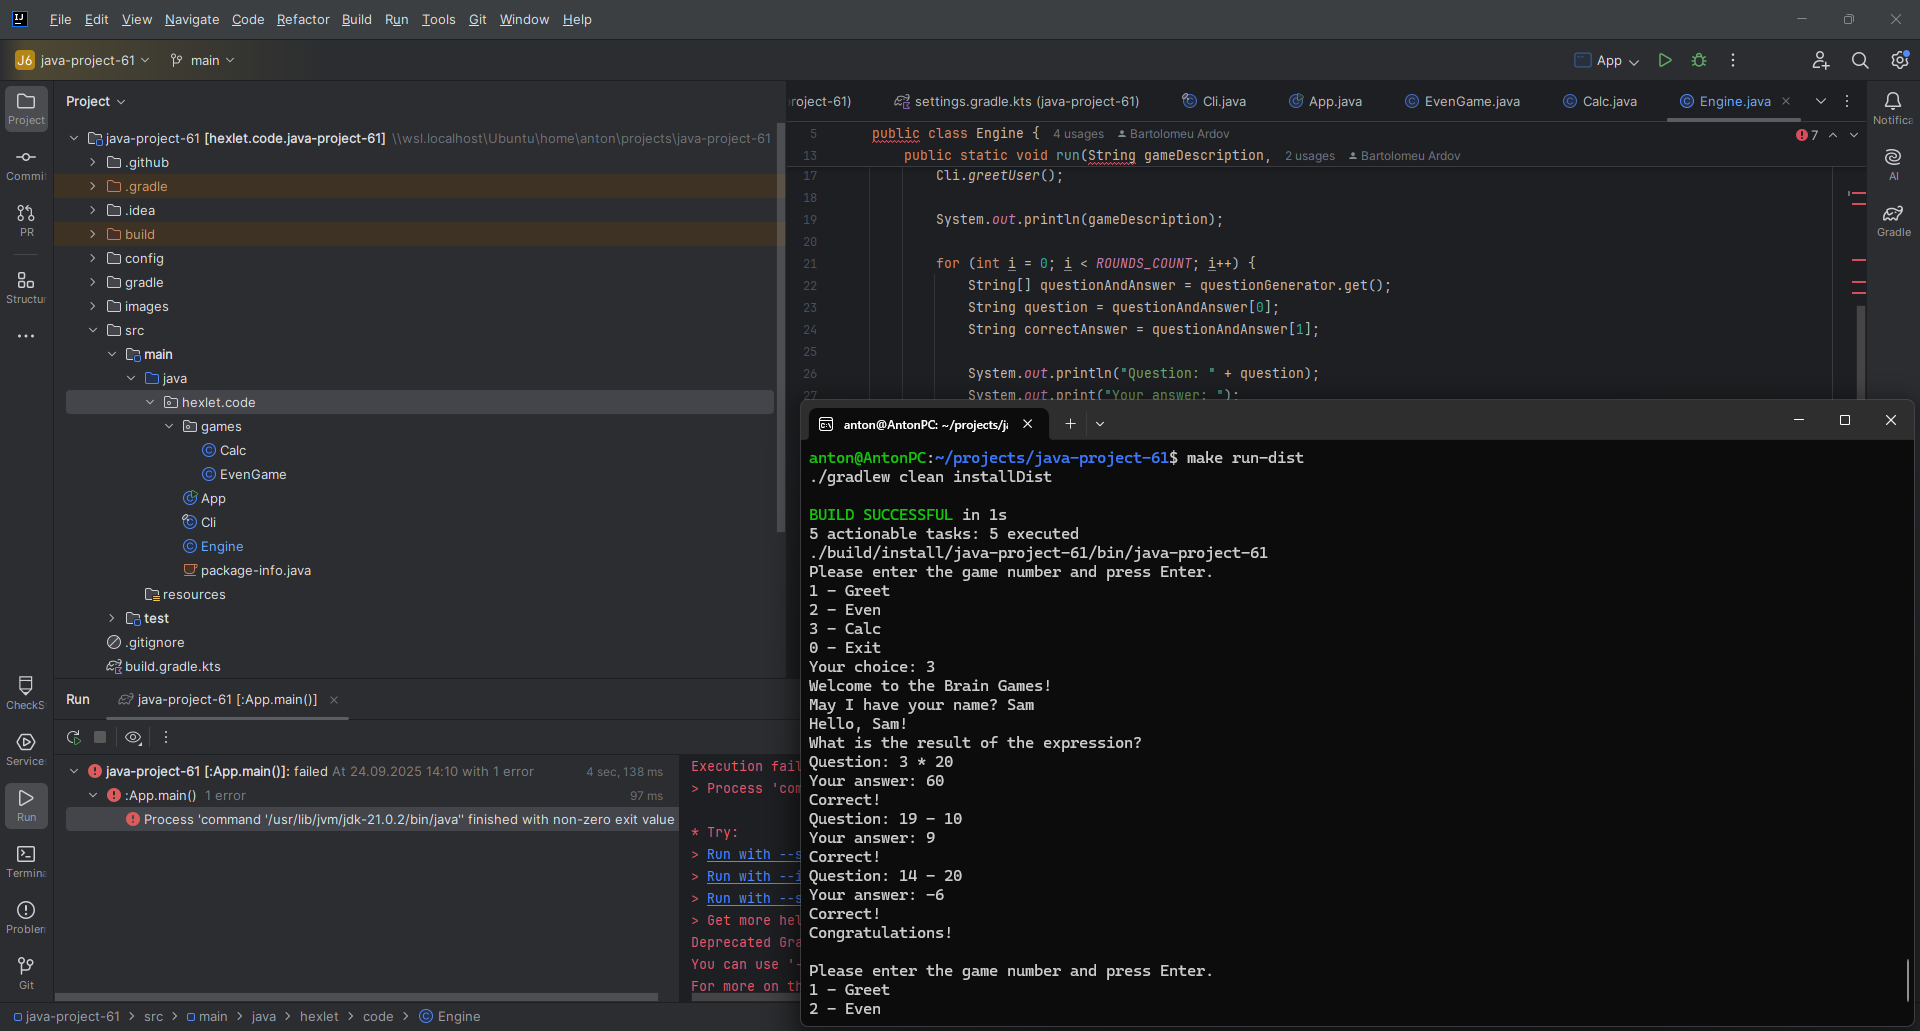 File Edit View Navigate Code Refactor Build Run Tools Git Window Help
J6 java-project-61 main App
Project
java-project-61 [hexlet.code.java-project-61] \\wsl.localhost\Ubuntu\home\anton\projects\java-project-61
.github
.gradle
.idea
build
config
gradle
images
src
main
java
hexlet.code
games
Calc
EvenGame
App
Cli
Engine
package-info.java
resources
test
.gitignore
build.gradle.kts
Project
Commi
PR
Structur
CheckS
Service
Run
Termina
Problem
Git
roject-61) settings.gradle.kts (java-project-61) Cli.java App.java EvenGame.java Calc.java Engine.java
5 public class Engine { 4 usages Bartolomeu Ardov
7
13 public static void run(String gameDescription, 2 usages Bartolomeu Ardov
17 Cli.greetUser();
18
19 System.out.println(gameDescription);
20
21 for (int i = 0; i < ROUNDS_COUNT; i++) {
22 String[] questionAndAnswer = questionGenerator.get();
23 String question = questionAndAnswer[0];
24 String correctAnswer = questionAndAnswer[1];
25
26 System.out.println("Question: " + question);
27 System.out.print("Your answer: ");
Notifica
AI
Gradle
anton@AntonPC: ~/projects/ja
anton@AntonPC:~/projects/java-project-61$ make run-dist
./gradlew clean installDist
BUILD SUCCESSFUL in 1s
5 actionable tasks: 5 executed
./build/install/java-project-61/bin/java-project-61
Please enter the game number and press Enter.
1 - Greet
2 - Even
3 - Calc
0 - Exit
Your choice: 3
Welcome to the Brain Games!
May I have your name? Sam
Hello, Sam!
What is the result of the expression?
Question: 3 * 20
Your answer: 60
Correct!
Question: 19 - 10
Your answer: 9
Correct!
Question: 14 - 20
Your answer: -6
Correct!
Congratulations!
Please enter the game number and press Enter.
1 - Greet
2 - Even
Run java-project-61 [:App.main()]
java-project-61 [:App.main()]: failed At 24.09.2025 14:10 with 1 error 4 sec, 138 ms
:App.main() 1 error 97 ms
Process 'command '/usr/lib/jvm/jdk-21.0.2/bin/java'' finished with non-zero exit value
Execution fail
> Process 'com
* Try:
> Run with --s
> Run with --i
> Run with --s
> Get more hel
Deprecated Gra
You can use '-
For more on th
java-project-61 > src > main > java > hexlet > code > Engine